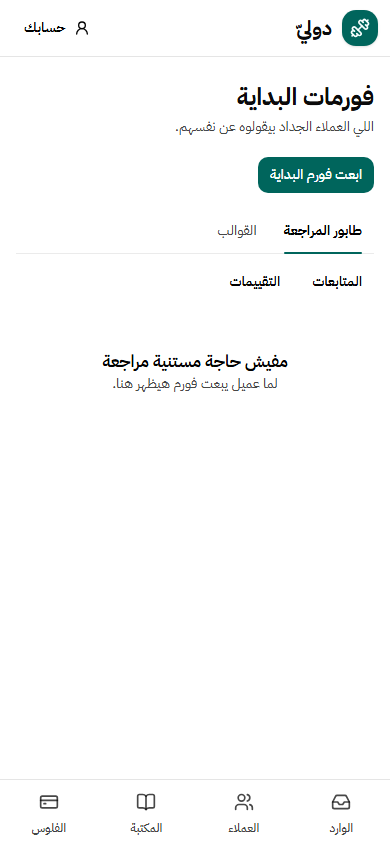 دوليّ
حسابك
فورمات البداية
اللي العملاء الجداد بيقولوه عن نفسهم.
ابعت فورم البداية
طابور المراجعة
القوالب
المتابعات
التقييمات
مفيش حاجة مستنية مراجعة
لما عميل يبعت فورم هيظهر هنا.
الوارد
العملاء
المكتبة
الفلوس